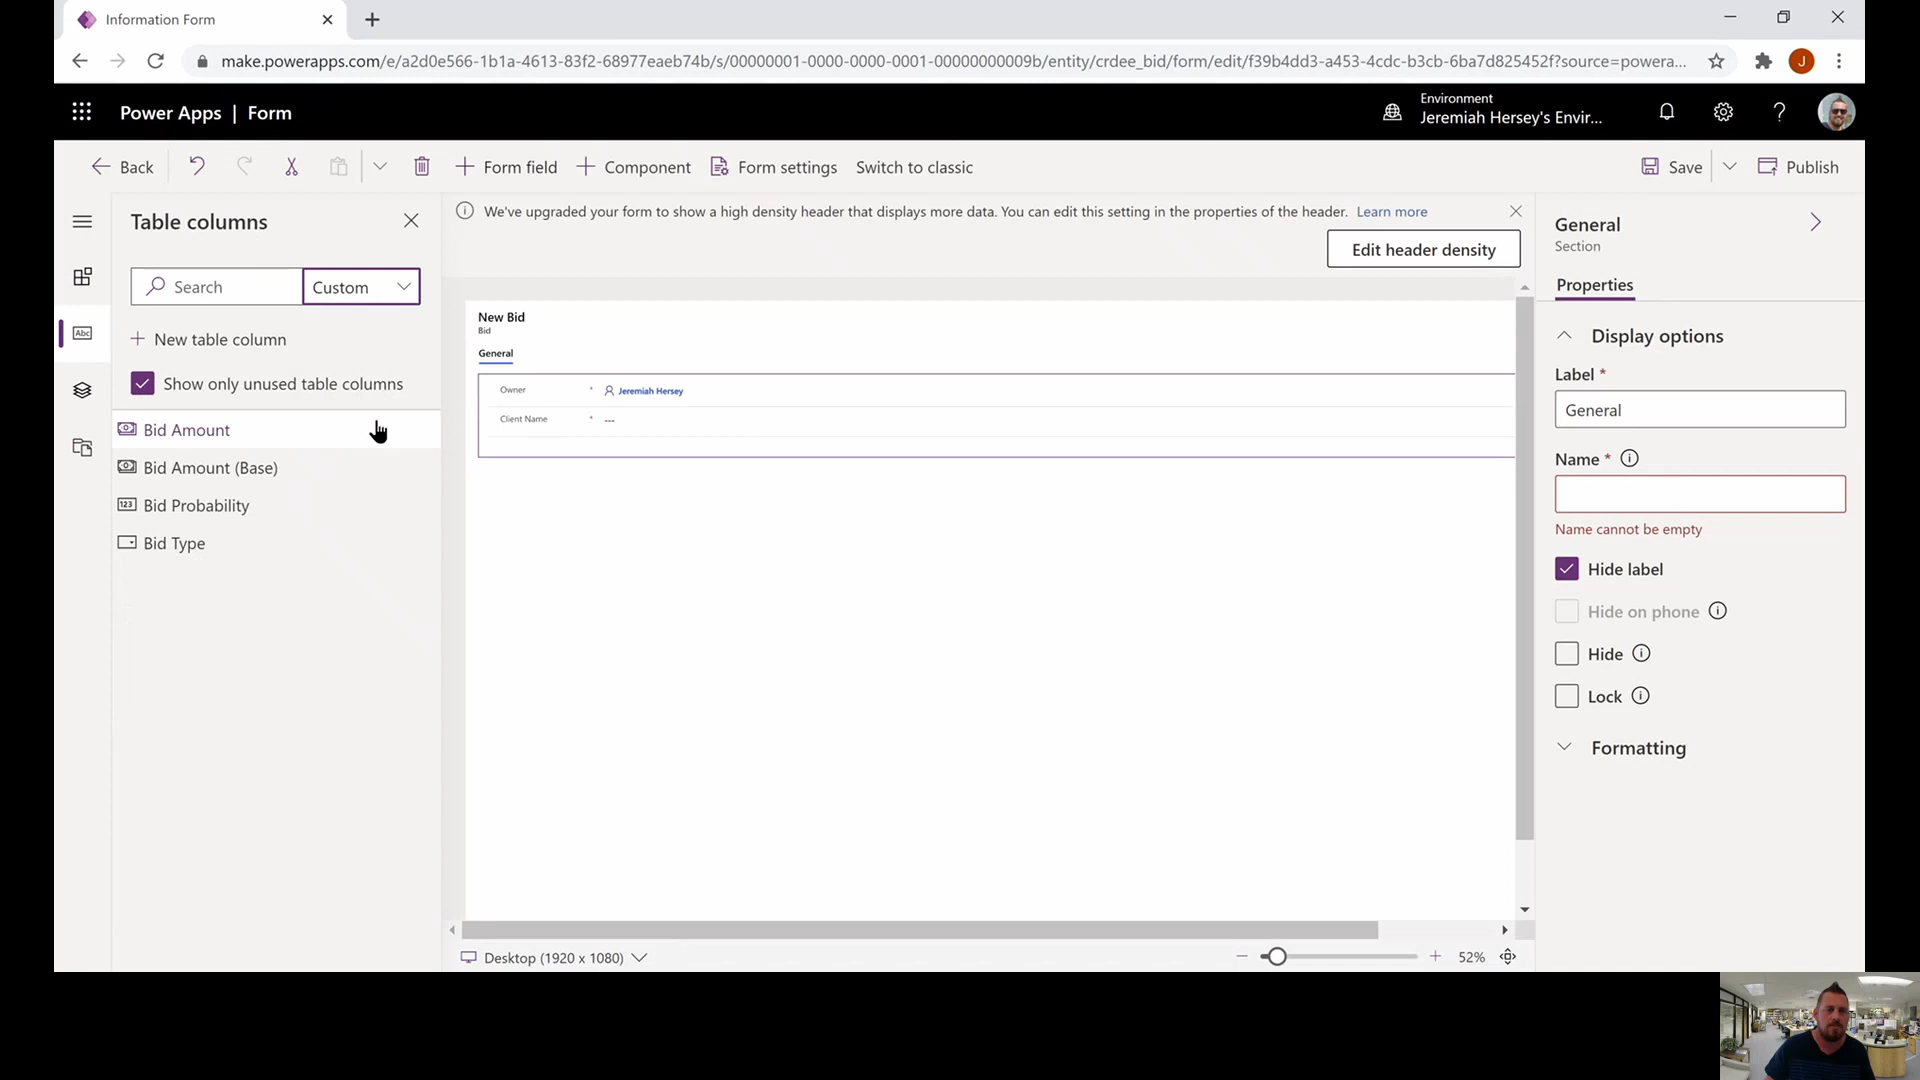 Information Form
make.powerapps.com/e/a2d0e566-1b1a-4613-83f2-68977eaeb74b/s/00000001-0000-0000-0001-00000000009b/entity/crdee_bid/form/edit/f39b4dd3-a453-4cdc-b3cb-6ba7d825452f?source=powera...
J
Power Apps | Form
Environment
Jeremiah Hersey's Envir...
Back
Form field
Component
Form settings
Switch to classic
Save
Publish
Table columns
Search
Custom
New table column
Show only unused table columns
Bid Amount
Bid Amount (Base)
123 Bid Probability
Bid Type
Abc
We've upgraded your form to show a high density header that displays more data. You can edit this setting in the properties of the header. Learn more
Edit header density
New Bid
Bid
General
Owner * Jeremiah Hersey
Client Name * ---
Desktop (1920 x 1080)
52%
General
Section
Properties
Display options
Label *
General
Name *
Name cannot be empty
Hide label
Hide on phone
Hide
Lock
Formatting